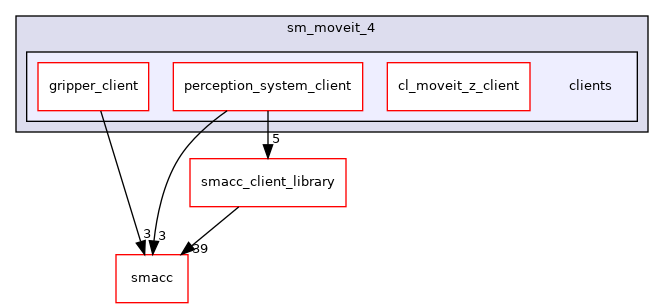 sm_moveit_4
gripper_client
perception_system_client
cl_moveit_z_client
clients
5
smacc_client_library
3
3
39
smacc